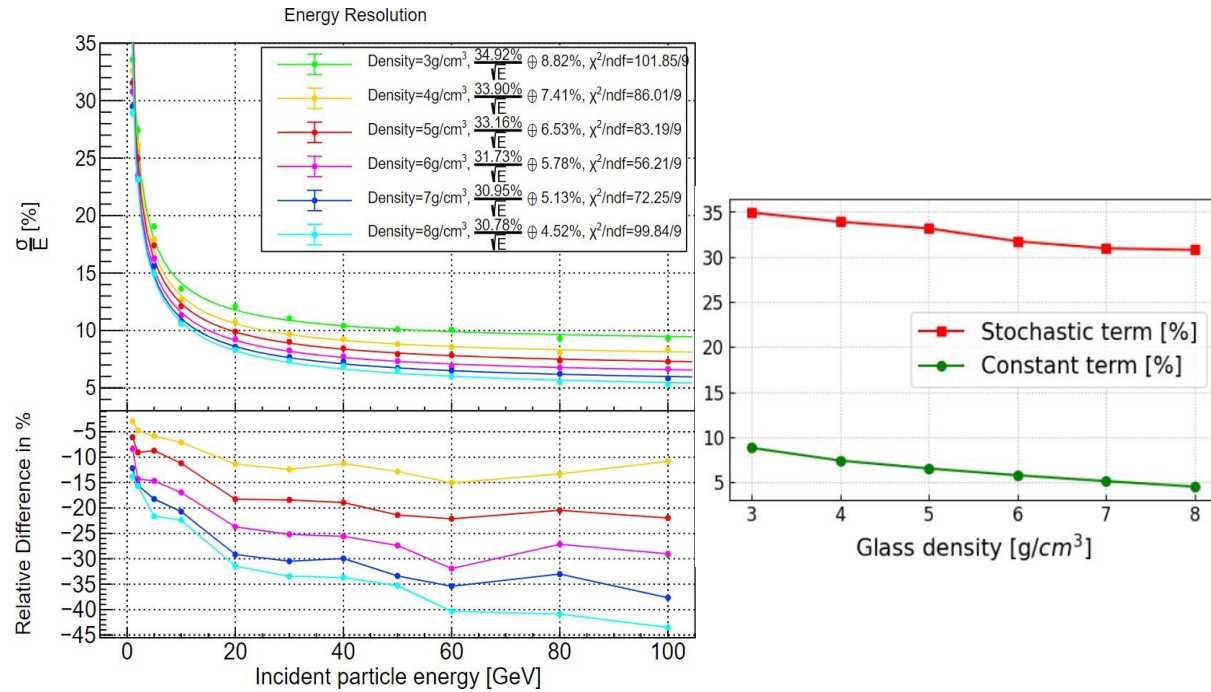 Energy Resolution
σ/E [%]
35
30
25
20
15
10
5
Density=3g/cm³, 34.92%/√E ⊕ 8.82%, χ²/ndf=101.85/9
Density=4g/cm³, 33.90%/√E ⊕ 7.41%, χ²/ndf=86.01/9
Density=5g/cm³, 33.16%/√E ⊕ 6.53%, χ²/ndf=83.19/9
Density=6g/cm³, 31.73%/√E ⊕ 5.78%, χ²/ndf=56.21/9
Density=7g/cm³, 30.95%/√E ⊕ 5.13%, χ²/ndf=72.25/9
Density=8g/cm³, 30.78%/√E ⊕ 4.52%, χ²/ndf=99.84/9
Relative Difference in %
−5
−10
−15
−20
−25
−30
−35
−40
−45
0 20 40 60 80 100
Incident particle energy [GeV]
35
30
25
20
15
10
5
Stochastic term [%]
Constant term [%]
3 4 5 6 7 8
Glass density [g/cm³]